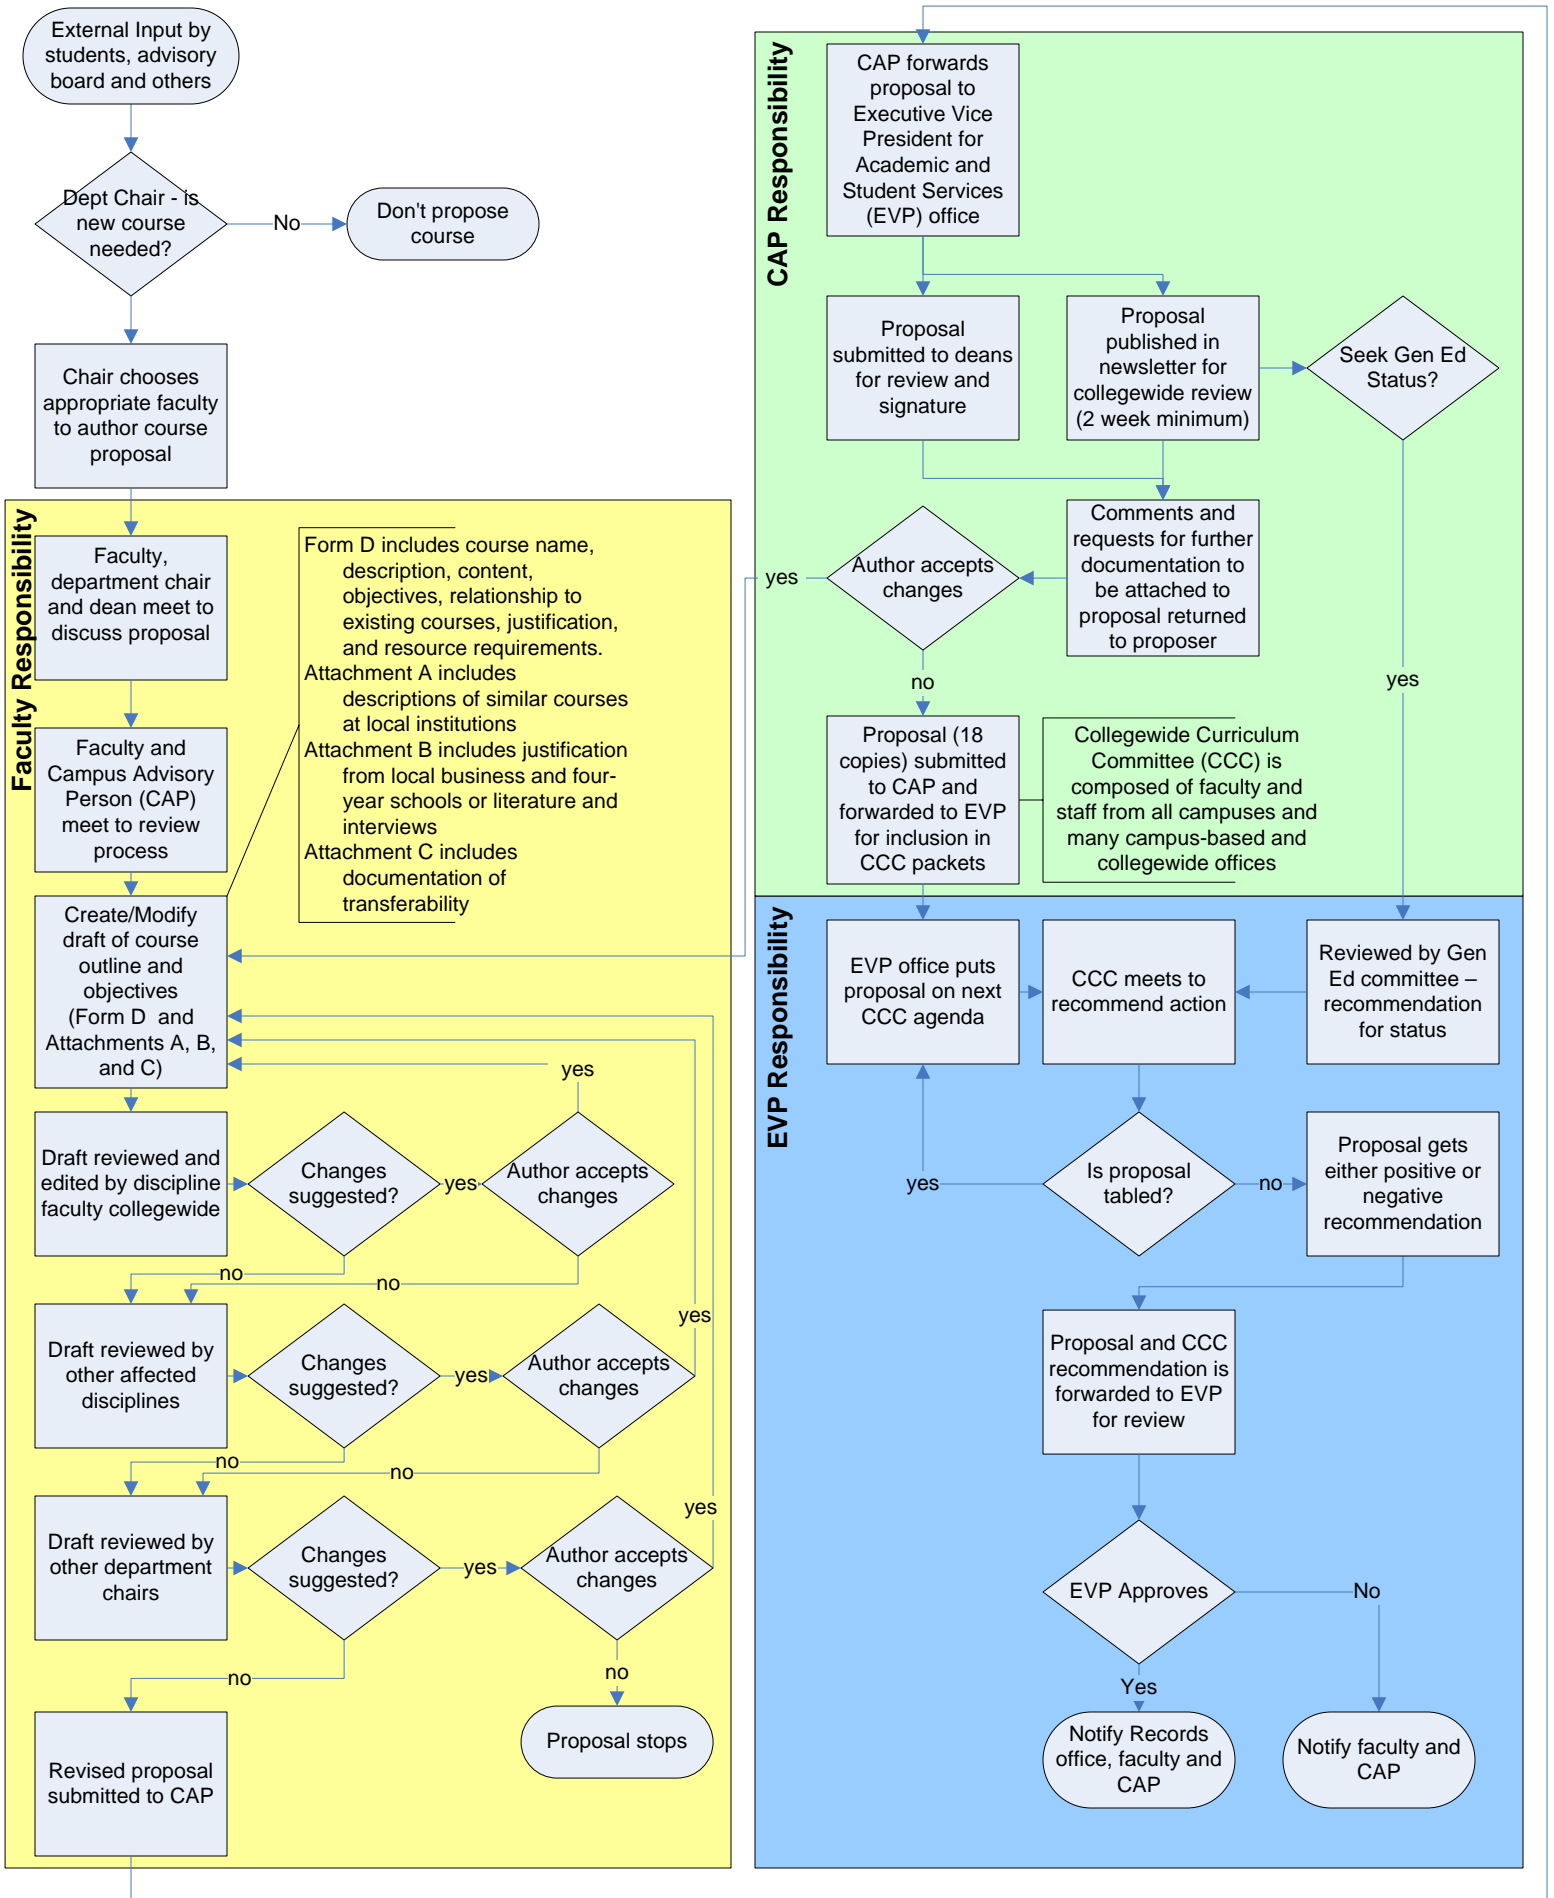 External Input by
students, advisory
board and others
Dept Chair - is
new course
needed?
No
Don't propose
course
Chair chooses
appropriate faculty
to author course
proposal
Faculty Responsibility
Faculty,
department chair
and dean meet to
discuss proposal
Form D includes course name,
description, content,
objectives, relationship to
existing courses, justification,
and resource requirements.
Attachment A includes
descriptions of similar courses
at local institutions
Attachment B includes justification
from local business and four-
year schools or literature and
interviews
Attachment C includes
documentation of
transferability
Faculty and
Campus Advisory
Person (CAP)
meet to review
process
Create/Modify
draft of course
outline and
objectives
(Form D  and
Attachments A, B,
and C)
yes
Draft reviewed and
edited by discipline
faculty collegewide
Changes
suggested?
yes
Author accepts
changes
no
no
yes
Draft reviewed by
other affected
disciplines
Changes
suggested?
yes
Author accepts
changes
no
no
yes
Draft reviewed by
other department
chairs
Changes
suggested?
yes
Author accepts
changes
no
no
Proposal stops
Revised proposal
submitted to CAP
CAP Responsibility
CAP forwards
proposal to
Executive Vice
President for
Academic and
Student Services
(EVP) office
Proposal
submitted to deans
for review and
signature
Proposal
published in
newsletter for
collegewide review
(2 week minimum)
Seek Gen Ed
Status?
yes
Author accepts
changes
Comments and
requests for further
documentation to
be attached to
proposal returned
to proposer
no
yes
Proposal (18
copies) submitted
to CAP and
forwarded to EVP
for inclusion in
CCC packets
Collegewide Curriculum
Committee (CCC) is
composed of faculty and
staff from all campuses and
many campus-based and
collegewide offices
EVP Responsibility
EVP office puts
proposal on next
CCC agenda
CCC meets to
recommend action
Reviewed by Gen
Ed committee –
recommendation
for status
yes
Is proposal
tabled?
no
Proposal gets
either positive or
negative
recommendation
Proposal and CCC
recommendation is
forwarded to EVP
for review
EVP Approves
No
Yes
Notify Records
office, faculty and
CAP
Notify faculty and
CAP